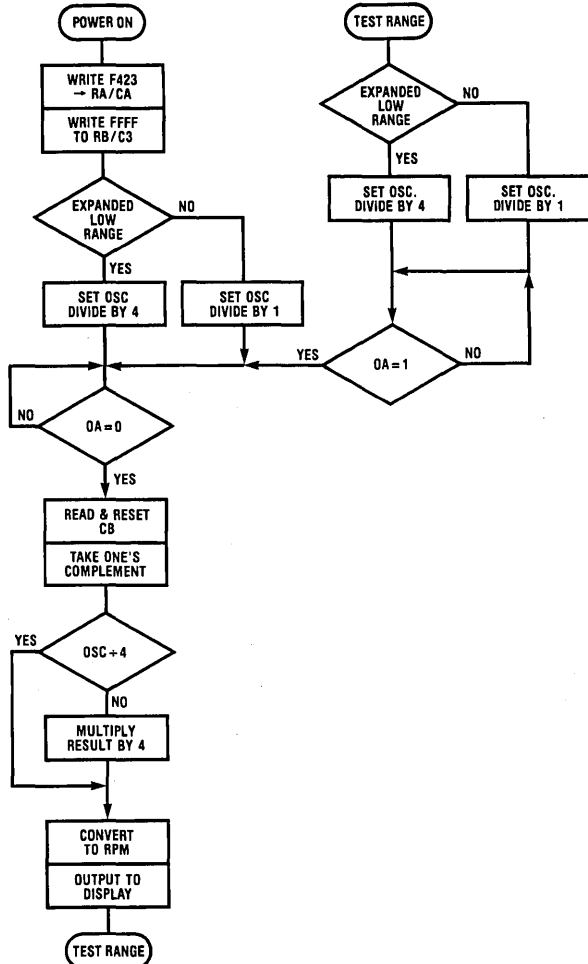 POWER ON
WRITE F423
→ RA/CA
WRITE FFFF
TO RB/C3
EXPANDED
LOW
RANGE
NO
YES
SET OSC
DIVIDE BY 4
SET OSC
DIVIDE BY 1
TEST RANGE
EXPANDED
LOW
RANGE
NO
YES
SET OSC.
DIVIDE BY 4
SET OSC.
DIVIDE BY 1
OA=1
YES
NO
OA=0
NO
YES
READ & RESET
CB
TAKE ONE'S
COMPLEMENT
YES
OSC÷4
NO
MULTIPLY
RESULT BY 4
CONVERT
TO RPM
OUTPUT TO
DISPLAY
TEST RANGE